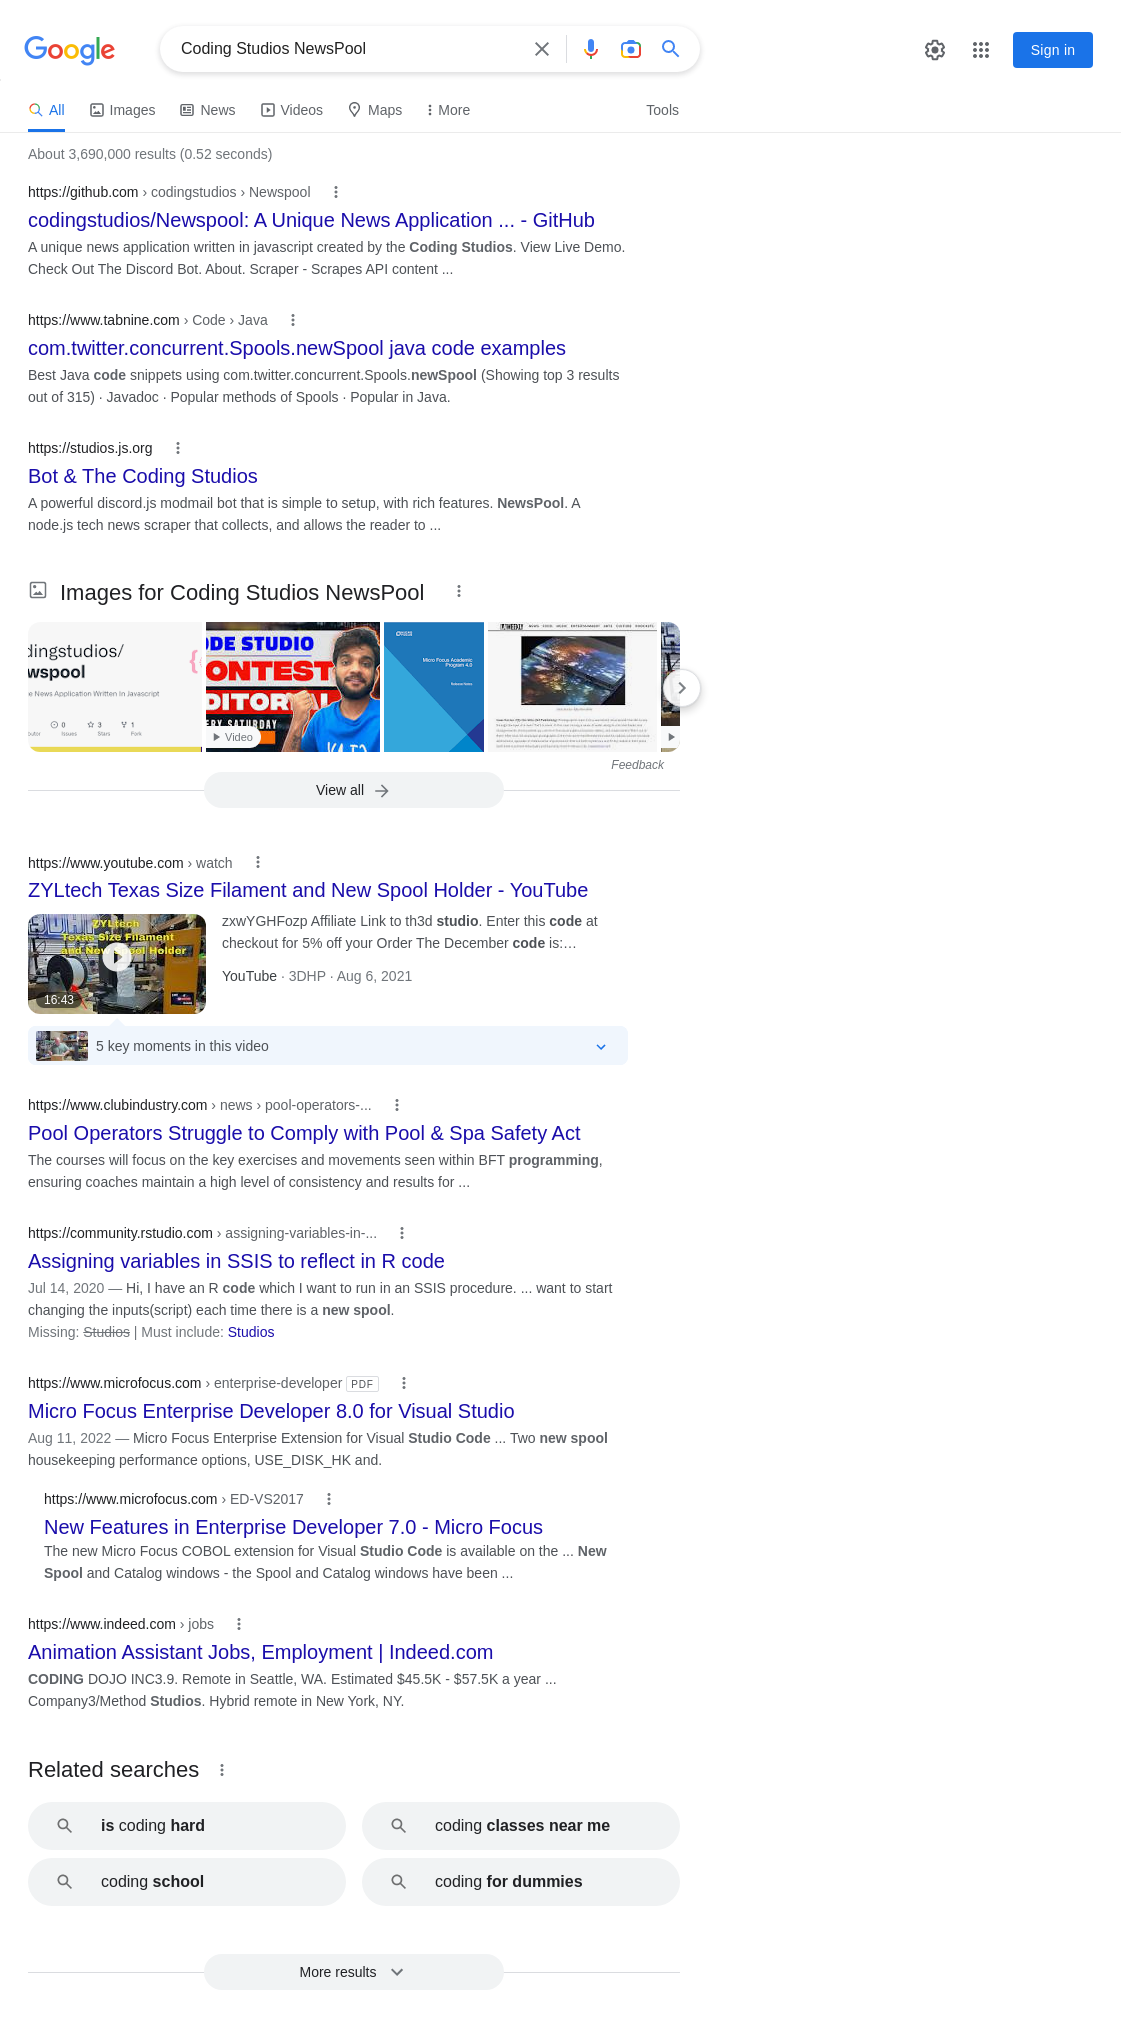 Google
Coding Studios NewsPool
Sign in
All Images News Videos Maps More Tools
About 3,690,000 results (0.52 seconds)
https://github.com › codingstudios › Newspool
codingstudios/Newspool: A Unique News Application ... - GitHub
A unique news application written in javascript created by the Coding Studios. View Live Demo.
Check Out The Discord Bot. About. Scraper - Scrapes API content ...
https://www.tabnine.com › Code › Java
com.twitter.concurrent.Spools.newSpool java code examples
Best Java code snippets using com.twitter.concurrent.Spools.newSpool (Showing top 3 results
out of 315) · Javadoc · Popular methods of Spools · Popular in Java.
https://studios.js.org
Bot & The Coding Studios
A powerful discord.js modmail bot that is simple to setup, with rich features. NewsPool. A
node.js tech news scraper that collects, and allows the reader to ...
Images for Coding Studios NewsPool
dingstudios/
wspool
e News Application Written In Javascript
0 3 1
Issues Stars Fork
ODE STUDIO
ONTEST
DITORIAL
ERY SATURDAY
Video
Micro Focus Academic
Program 4.0
Release Notes
WEEKLY NEWS FOOD MUSIC ENTERTAINMENT ARTS CULTURE PODCASTS
Feedback
View all
https://www.youtube.com › watch
ZYLtech Texas Size Filament and New Spool Holder - YouTube
3DHP
ZYLtech
Texas Size Filament
and New Spool Holder
16:43
zxwYGHFozp Affiliate Link to th3d studio. Enter this code at
checkout for 5% off your Order The December code is:…
YouTube · 3DHP · Aug 6, 2021
5 key moments in this video
https://www.clubindustry.com › news › pool-operators-...
Pool Operators Struggle to Comply with Pool & Spa Safety Act
The courses will focus on the key exercises and movements seen within BFT programming,
ensuring coaches maintain a high level of consistency and results for ...
https://community.rstudio.com › assigning-variables-in-...
Assigning variables in SSIS to reflect in R code
Jul 14, 2020 — Hi, I have an R code which I want to run in an SSIS procedure. ... want to start
changing the inputs(script) each time there is a new spool.
Missing: Studios | Must include: Studios
https://www.microfocus.com › enterprise-developer PDF
Micro Focus Enterprise Developer 8.0 for Visual Studio
Aug 11, 2022 — Micro Focus Enterprise Extension for Visual Studio Code ... Two new spool
housekeeping performance options, USE_DISK_HK and.
https://www.microfocus.com › ED-VS2017
New Features in Enterprise Developer 7.0 - Micro Focus
The new Micro Focus COBOL extension for Visual Studio Code is available on the ... New
Spool and Catalog windows - the Spool and Catalog windows have been ...
https://www.indeed.com › jobs
Animation Assistant Jobs, Employment | Indeed.com
CODING DOJO INC3.9. Remote in Seattle, WA. Estimated $45.5K - $57.5K a year ...
Company3/Method Studios. Hybrid remote in New York, NY.
Related searches
is coding hard
coding classes near me
coding school
coding for dummies
More results